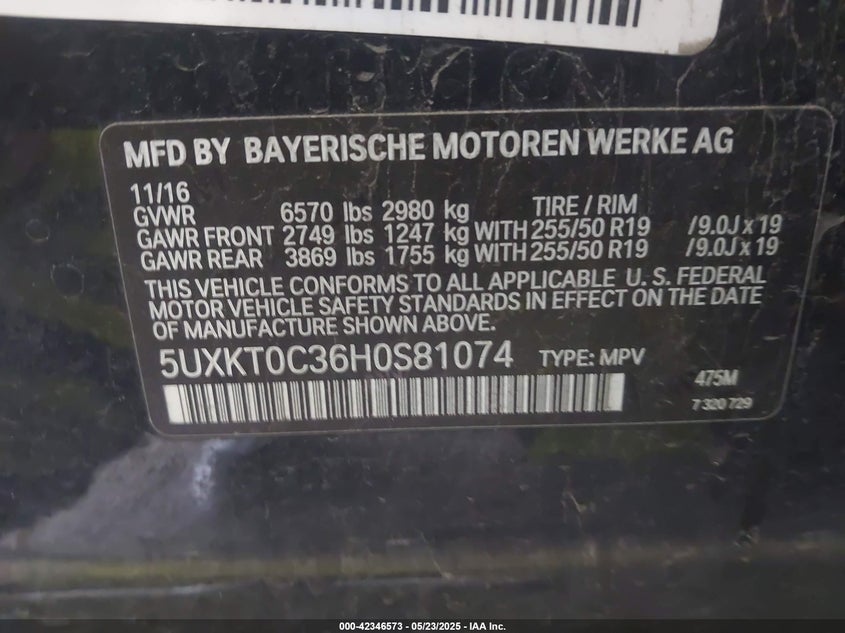 MFD BY BAYERISCHE MOTOREN WERKE AG
11/16
GVWR 6570 lbs 2980 kg TIRE / RIM
GAWR FRONT 2749 lbs 1247 kg WITH 255/50 R19 /9.0J x 19
GAWR REAR 3869 lbs 1755 kg WITH 255/50 R19 /9.0J x 19
THIS VEHICLE CONFORMS TO ALL APPLICABLE U. S. FEDERAL
MOTOR VEHICLE SAFETY STANDARDS IN EFFECT ON THE DATE
OF MANUFACTURE SHOWN ABOVE.
5UXKT0C36H0S81074 TYPE: MPV
475M
7 320 729
000-42346573 — 05/23/2025 — IAA Inc.